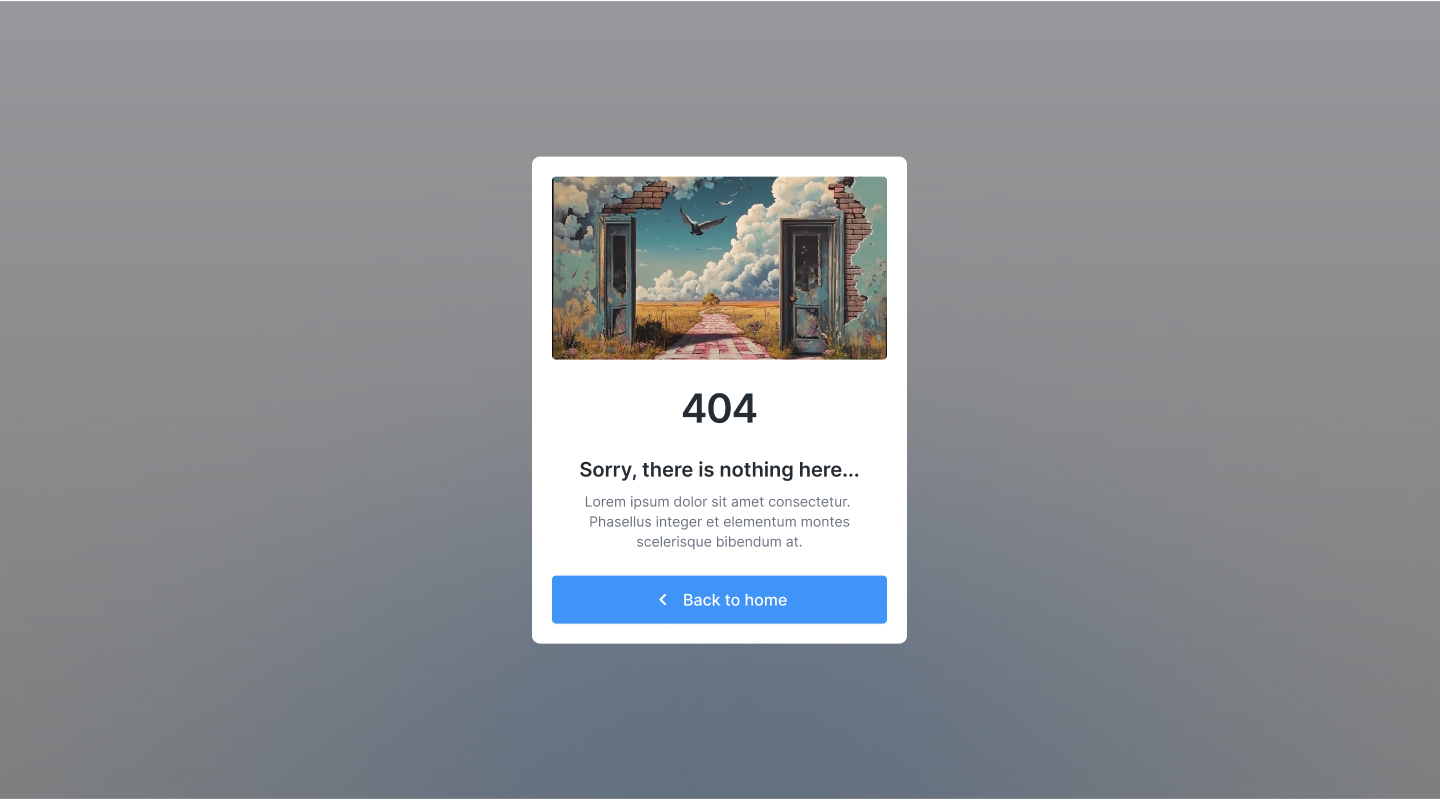 404
Sorry, there is nothing here...
Lorem ipsum dolor sit amet consectetur.
Phasellus integer et elementum montes
scelerisque bibendum at.
Back to home